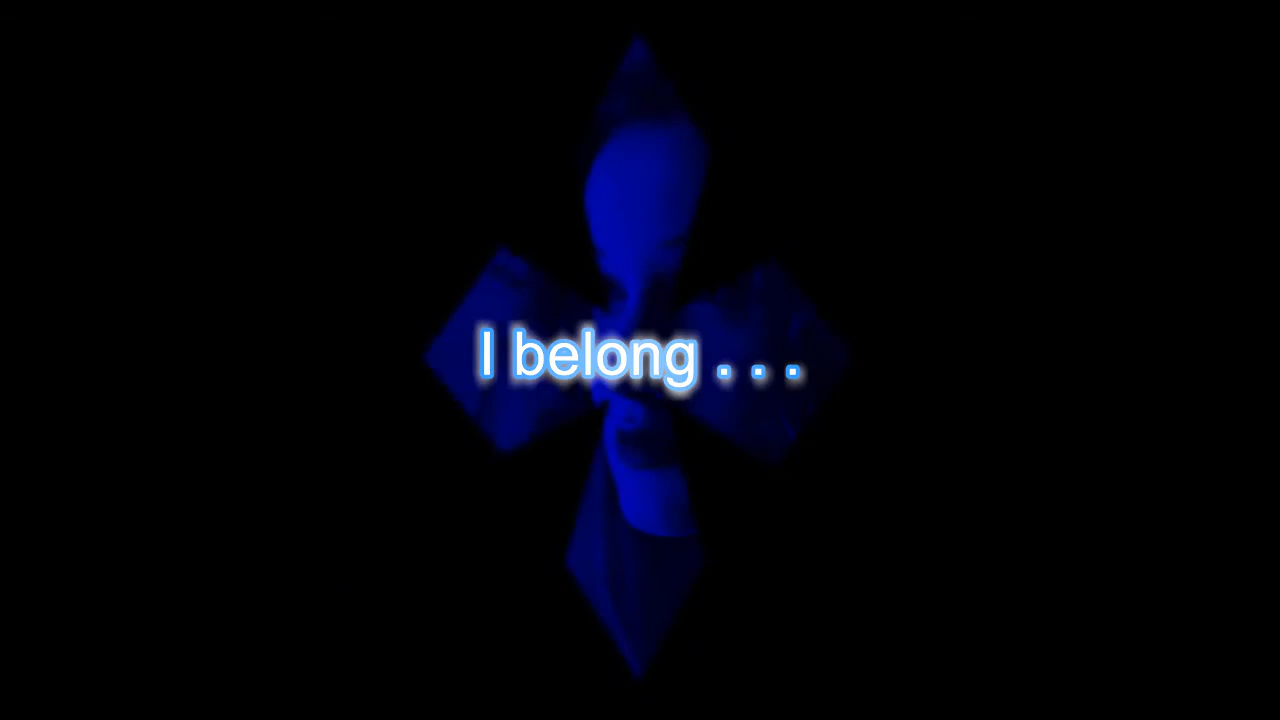 I belong . . .